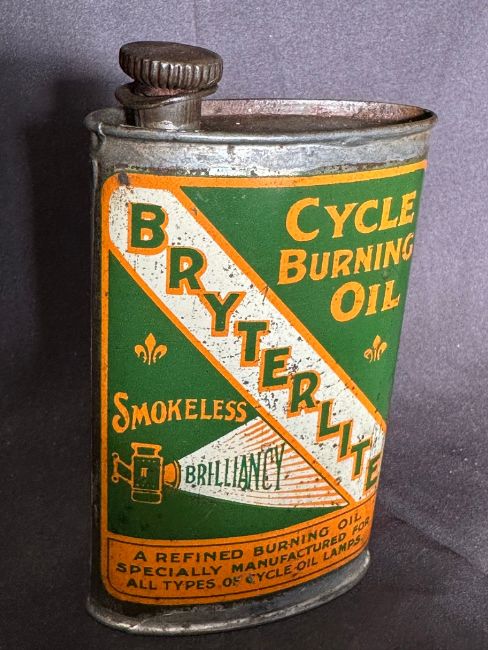 CYCLE
BURNING
OIL
BRYTERLITE
SMOKELESS
BRILLIANCY
A REFINED BURNING OIL
SPECIALLY MANUFACTURED FOR
ALL TYPES OF CYCLE OIL LAMPS.